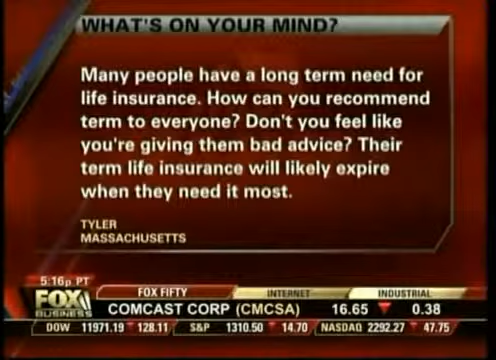 WHAT'S ON YOUR MIND?
Many people have a long term need for
life insurance. How can you recommend
term to everyone? Don't you feel like
you're giving them bad advice? Their
term life insurance will likely expire
when they need it most.
TYLER
MASSACHUSETTS
5:16p PT
FOX FIFTY INTERNET INDUSTRIAL
FOX
BUSINESS
COMCAST CORP (CMCSA) 16.65 ▼ 0.38
DOW 11971.19 ▼ 128.11 S&P 1310.50 ▼ 14.70 NASDAQ 2292.27 ▼ 47.75